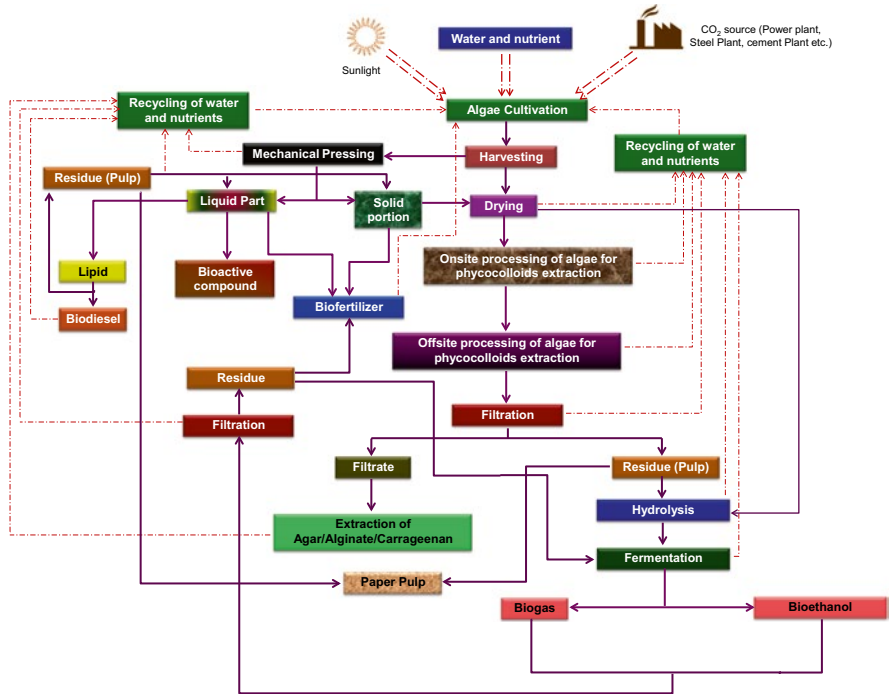 Sunlight
Water and nutrient
CO₂ source (Power plant,
Steel Plant, cement Plant etc.)
Recycling of water
and nutrients
Algae Cultivation
Mechanical Pressing
Harvesting
Recycling of water
and nutrients
Residue (Pulp)
Liquid Part
Solid
portion
Drying
Lipid
Bioactive
compound
Onsite processing of algae for
phycocolloids extraction
Biodiesel
Biofertilizer
Offsite processing of algae for
phycocolloids extraction
Residue
Filtration
Filtration
Filtrate
Residue (Pulp)
Extraction of
Agar/Alginate/Carrageenan
Hydrolysis
Fermentation
Paper Pulp
Biogas
Bioethanol